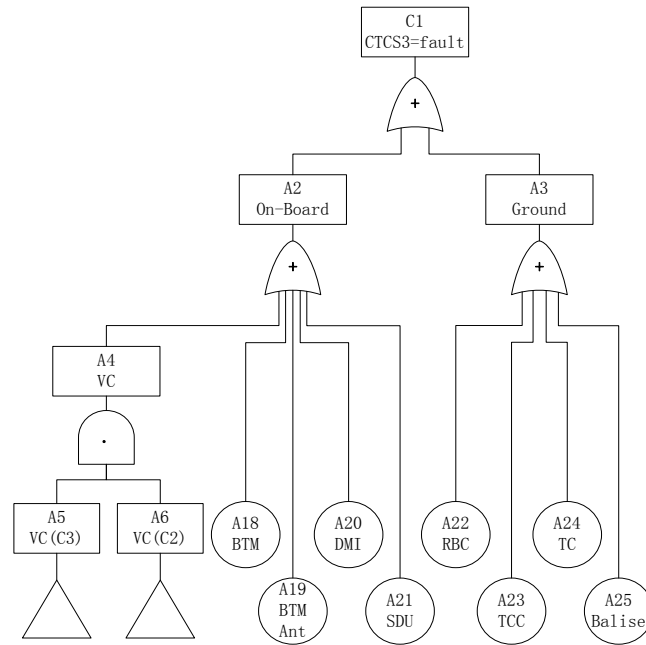 C1
CTCS3=fault
+
A2
On-Board
A3
Ground
+
+
A4
VC
·
A5
VC(C3)
A6
VC(C2)
A18
BTM
A20
DMI
A22
RBC
A24
TC
A19
BTM
Ant
A21
SDU
A23
TCC
A25
Balise